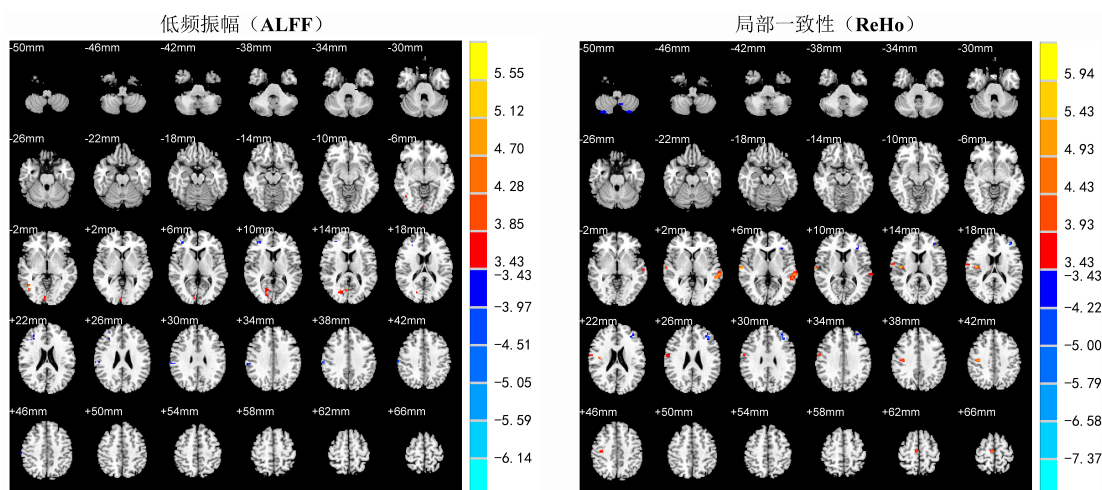 低频振幅（ALFF）
-50mm -46mm -42mm -38mm -34mm -30mm
-26mm -22mm -18mm -14mm -10mm -6mm
-2mm +2mm +6mm +10mm +14mm +18mm
+22mm +26mm +30mm +34mm +38mm +42mm
+46mm +50mm +54mm +58mm +62mm +66mm
5.55
5.12
4.70
4.28
3.85
3.43
-3.43
-3.97
-4.51
-5.05
-5.59
-6.14
局部一致性（ReHo）
-50mm -46mm -42mm -38mm -34mm -30mm
-26mm -22mm -18mm -14mm -10mm -6mm
-2mm +2mm +6mm +10mm +14mm +18mm
+22mm +26mm +30mm +34mm +38mm +42mm
+46mm +50mm +54mm +58mm +62mm +66mm
5.94
5.43
4.93
4.43
3.93
3.43
-3.43
-4.22
-5.00
-5.79
-6.58
-7.37